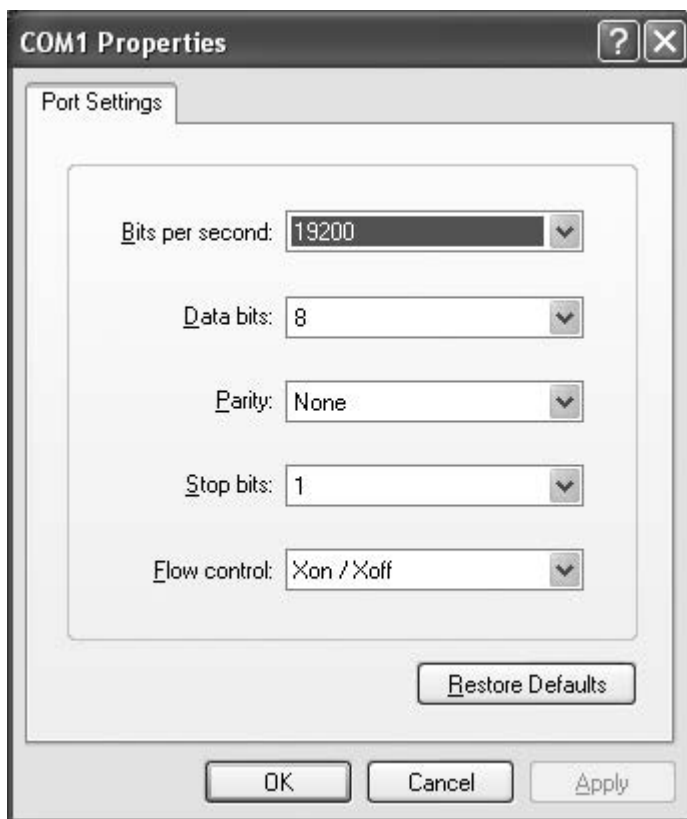 COM1 Properties
Port Settings
Bits per second: 19200
Data bits: 8
Parity: None
Stop bits: 1
Flow control: Xon / Xoff
Restore Defaults
OK Cancel Apply